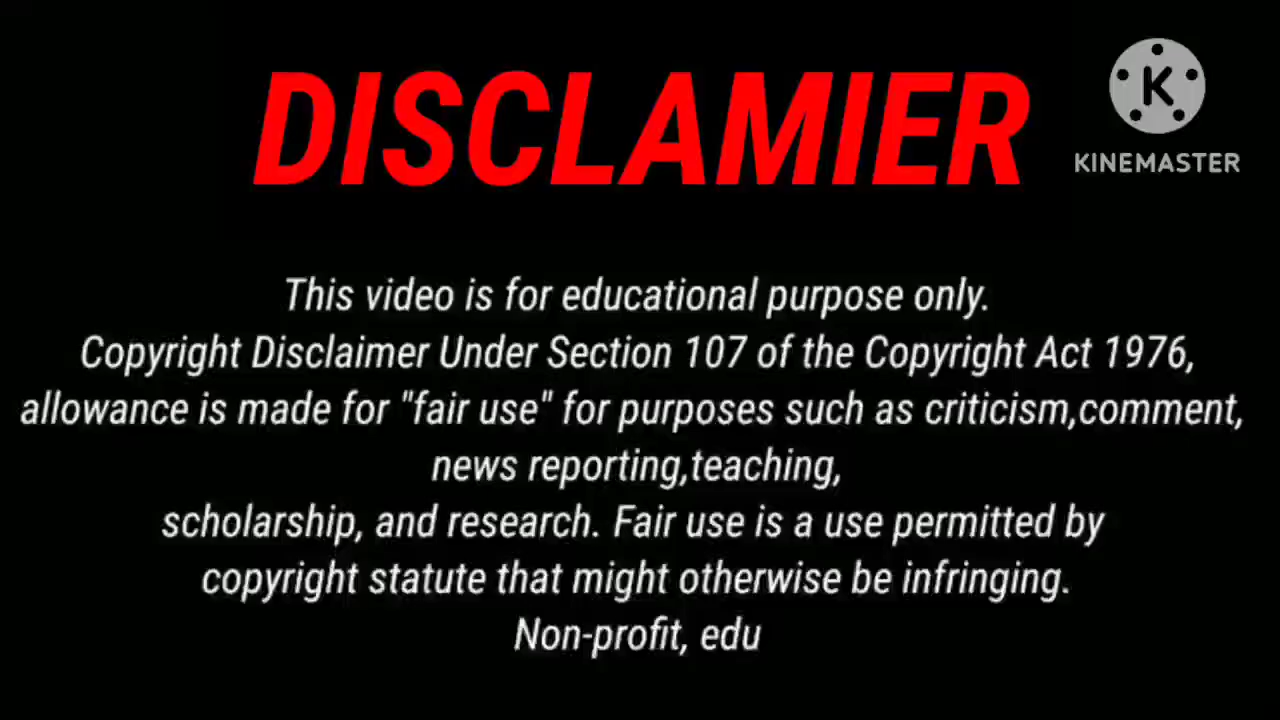 DISCLAMIER
K
KINEMASTER
This video is for educational purpose only.
Copyright Disclaimer Under Section 107 of the Copyright Act 1976,
allowance is made for "fair use" for purposes such as criticism,comment,
news reporting,teaching,
scholarship, and research. Fair use is a use permitted by
copyright statute that might otherwise be infringing.
Non-profit, edu